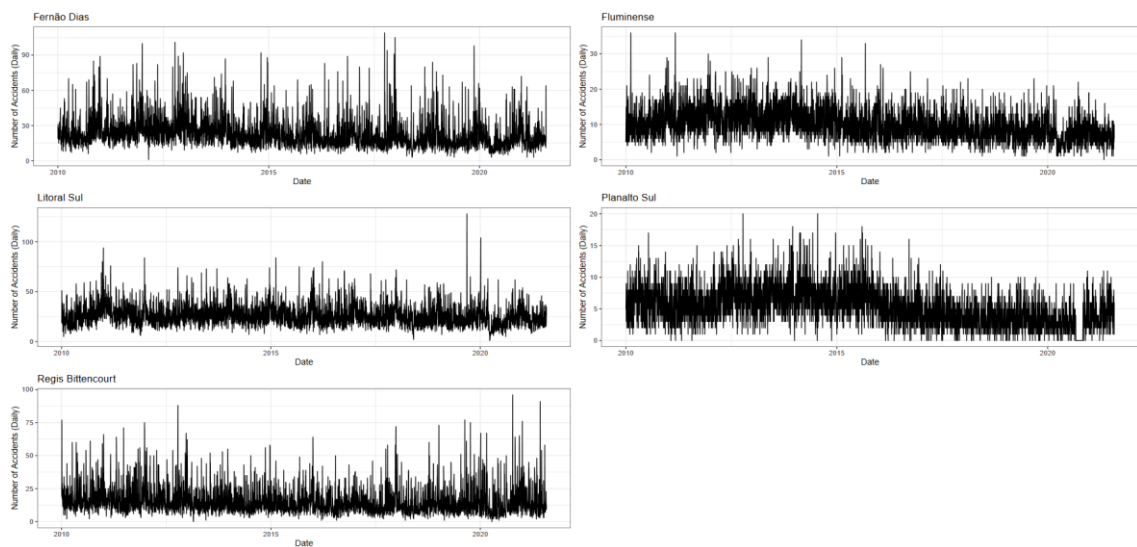 Fernão Dias
Number of Accidents (Daily)
90
60
30
0
2010
2015
2020
Date
Fluminense
Number of Accidents (Daily)
30
20
10
0
2010
2015
2020
Date
Litoral Sul
Number of Accidents (Daily)
100
50
0
2010
2015
2020
Date
Planalto Sul
Number of Accidents (Daily)
20
15
10
5
0
2010
2015
2020
Date
Regis Bittencourt
Number of Accidents (Daily)
100
75
50
25
0
2010
2015
2020
Date